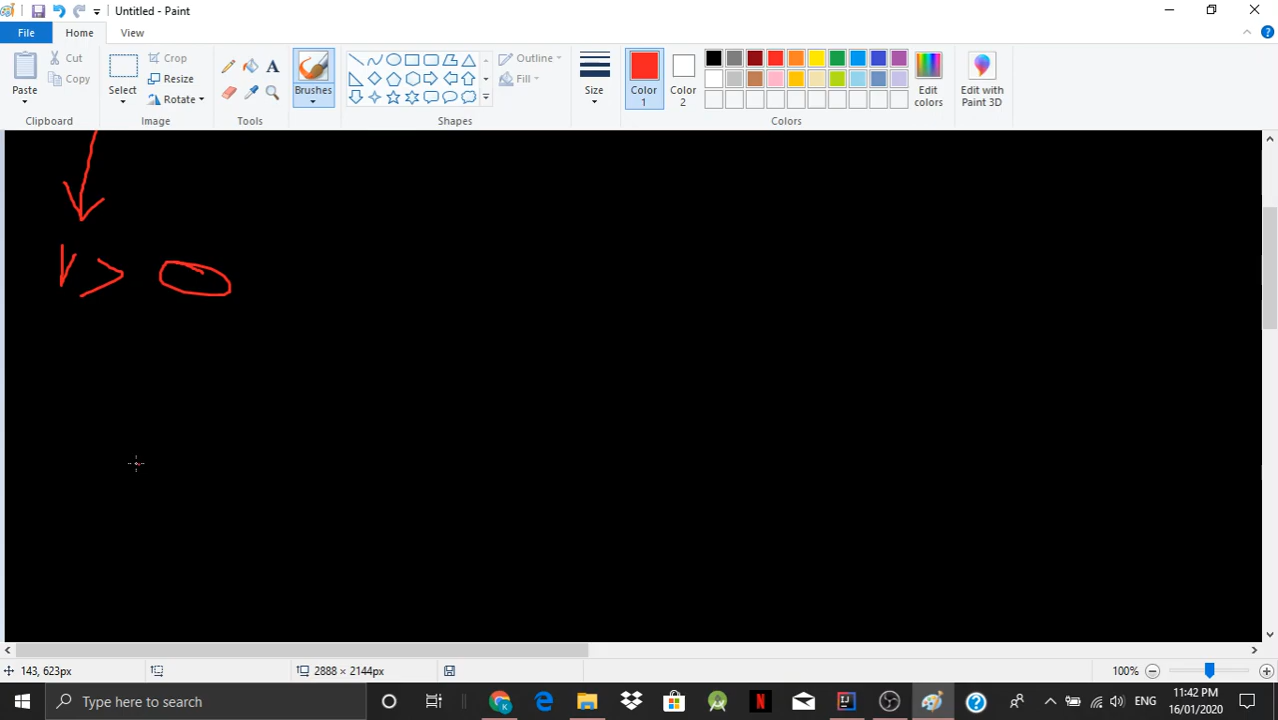 Untitled - Paint
File Home View
Paste Cut Copy Select Crop Resize Rotate Brushes Outline Fill Size Color 1 Color 2 Edit colors Edit with Paint 3D
Clipboard Image Tools Shapes Colors
A
r > 0
143, 623px 2888 × 2144px 100%
Type here to search N ENG 11:42 PM
16/01/2020